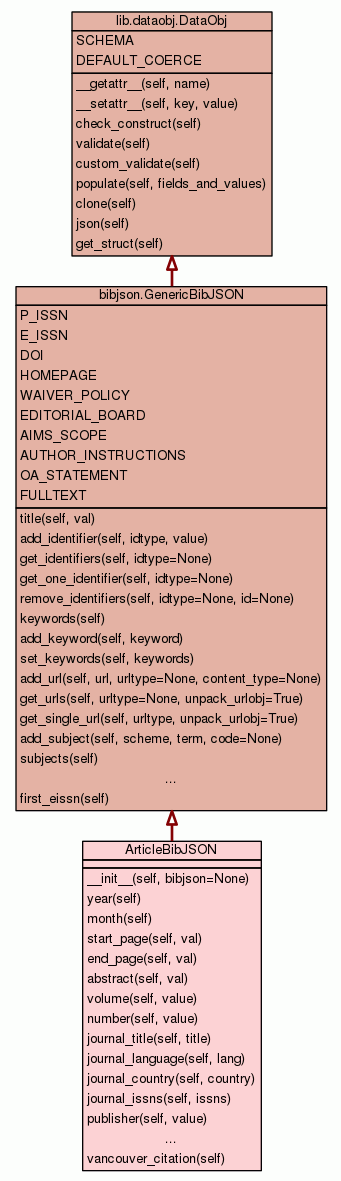 lib.dataobj.DataObj
SCHEMA
DEFAULT_COERCE
__getattr__(self, name)
__setattr__(self, key, value)
check_construct(self)
validate(self)
custom_validate(self)
populate(self, fields_and_values)
clone(self)
json(self)
get_struct(self)
bibjson.GenericBibJSON
P_ISSN
E_ISSN
DOI
HOMEPAGE
WAIVER_POLICY
EDITORIAL_BOARD
AIMS_SCOPE
AUTHOR_INSTRUCTIONS
OA_STATEMENT
FULLTEXT
title(self, val)
add_identifier(self, idtype, value)
get_identifiers(self, idtype=None)
get_one_identifier(self, idtype=None)
remove_identifiers(self, idtype=None, id=None)
keywords(self)
add_keyword(self, keyword)
set_keywords(self, keywords)
add_url(self, url, urltype=None, content_type=None)
get_urls(self, urltype=None, unpack_urlobj=True)
get_single_url(self, urltype, unpack_urlobj=True)
add_subject(self, scheme, term, code=None)
subjects(self)
...
first_eissn(self)
ArticleBibJSON
__init__(self, bibjson=None)
year(self)
month(self)
start_page(self, val)
end_page(self, val)
abstract(self, val)
volume(self, value)
number(self, value)
journal_title(self, title)
journal_language(self, lang)
journal_country(self, country)
journal_issns(self, issns)
publisher(self, value)
...
vancouver_citation(self)